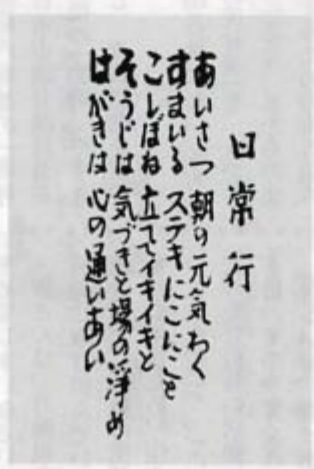 日常行
あいさつ 朝の元気わく
すまいる ステキにこにこと
こしぼね 立ててイキイキと
そうじは 気づきと場の浄め
はがきは 心の通いあい